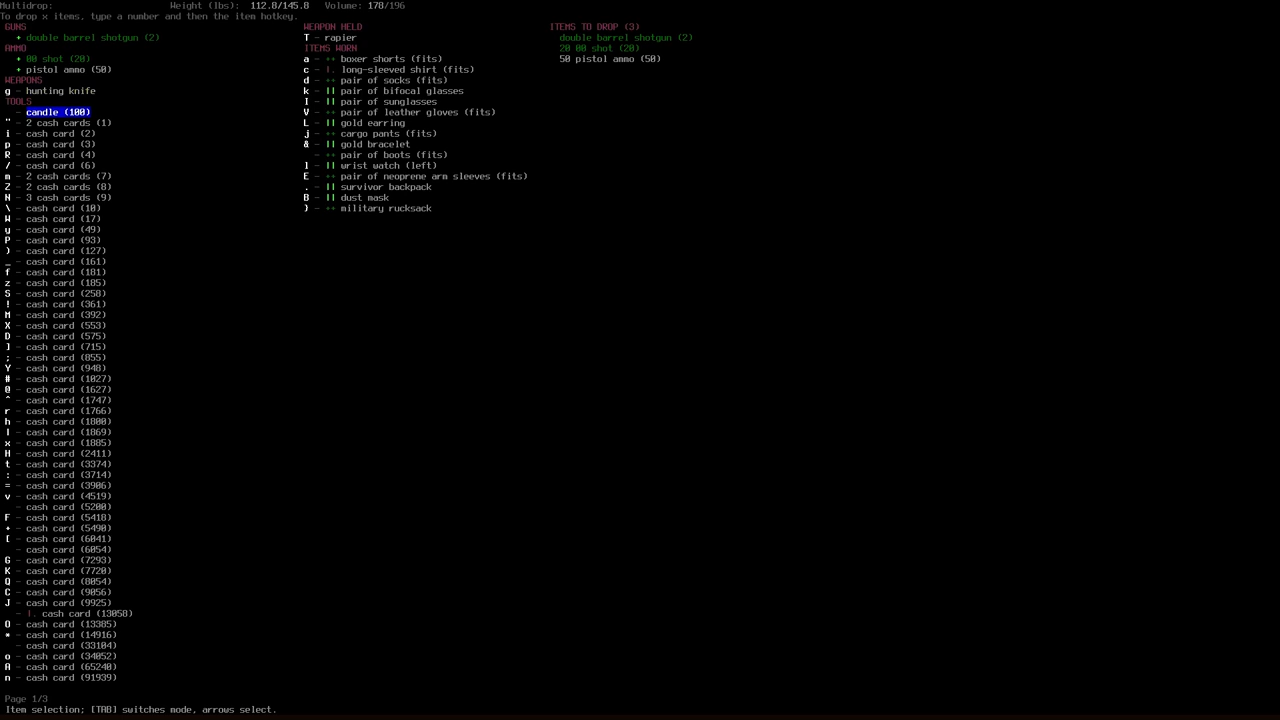 Multidrop: Weight (lbs): 112.8/145.8 Volume: 178/196
To drop x items, type a number and then the item hotkey.
GUNS
+ double barrel shotgun (2)
AMMO
+ 00 shot (20)
+ pistol ammo (50)
WEAPONS
g - hunting knife
TOOLS
- candle (100)
" - 2 cash cards (1)
i - cash card (2)
p - cash card (3)
R - cash card (4)
/ - cash card (6)
m - 2 cash cards (7)
Z - 2 cash cards (8)
N - 3 cash cards (9)
\ - cash card (10)
W - cash card (17)
y - cash card (49)
P - cash card (93)
) - cash card (127)
_ - cash card (161)
f - cash card (181)
z - cash card (185)
S - cash card (258)
! - cash card (361)
M - cash card (392)
X - cash card (553)
D - cash card (575)
] - cash card (715)
; - cash card (855)
Y - cash card (948)
# - cash card (1027)
@ - cash card (1627)
^ - cash card (1747)
r - cash card (1766)
h - cash card (1800)
| - cash card (1869)
x - cash card (1885)
H - cash card (2411)
t - cash card (3374)
: - cash card (3714)
= - cash card (3906)
v - cash card (4519)
- cash card (5200)
F - cash card (5418)
+ - cash card (5490)
[ - cash card (6041)
- cash card (6054)
G - cash card (7293)
K - cash card (7720)
Q - cash card (8054)
C - cash card (9056)
J - cash card (9925)
- |. cash card (13058)
O - cash card (13385)
* - cash card (14916)
- cash card (33104)
o - cash card (34052)
A - cash card (65240)
n - cash card (91939)
WEAPON HELD
T - rapier
ITEMS WORN
a - ++ boxer shorts (fits)
c - |. long-sleeved shirt (fits)
d - ++ pair of socks (fits)
k - || pair of bifocal glasses
I - || pair of sunglasses
V - ++ pair of leather gloves (fits)
L - || gold earring
j - ++ cargo pants (fits)
& - || gold bracelet
- ++ pair of boots (fits)
l - || wrist watch (left)
E - ++ pair of neoprene arm sleeves (fits)
. - || survivor backpack
B - || dust mask
) - ++ military rucksack
ITEMS TO DROP (3)
double barrel shotgun (2)
20 00 shot (20)
50 pistol ammo (50)
Page 1/3
Item selection; [TAB] switches mode, arrows select.